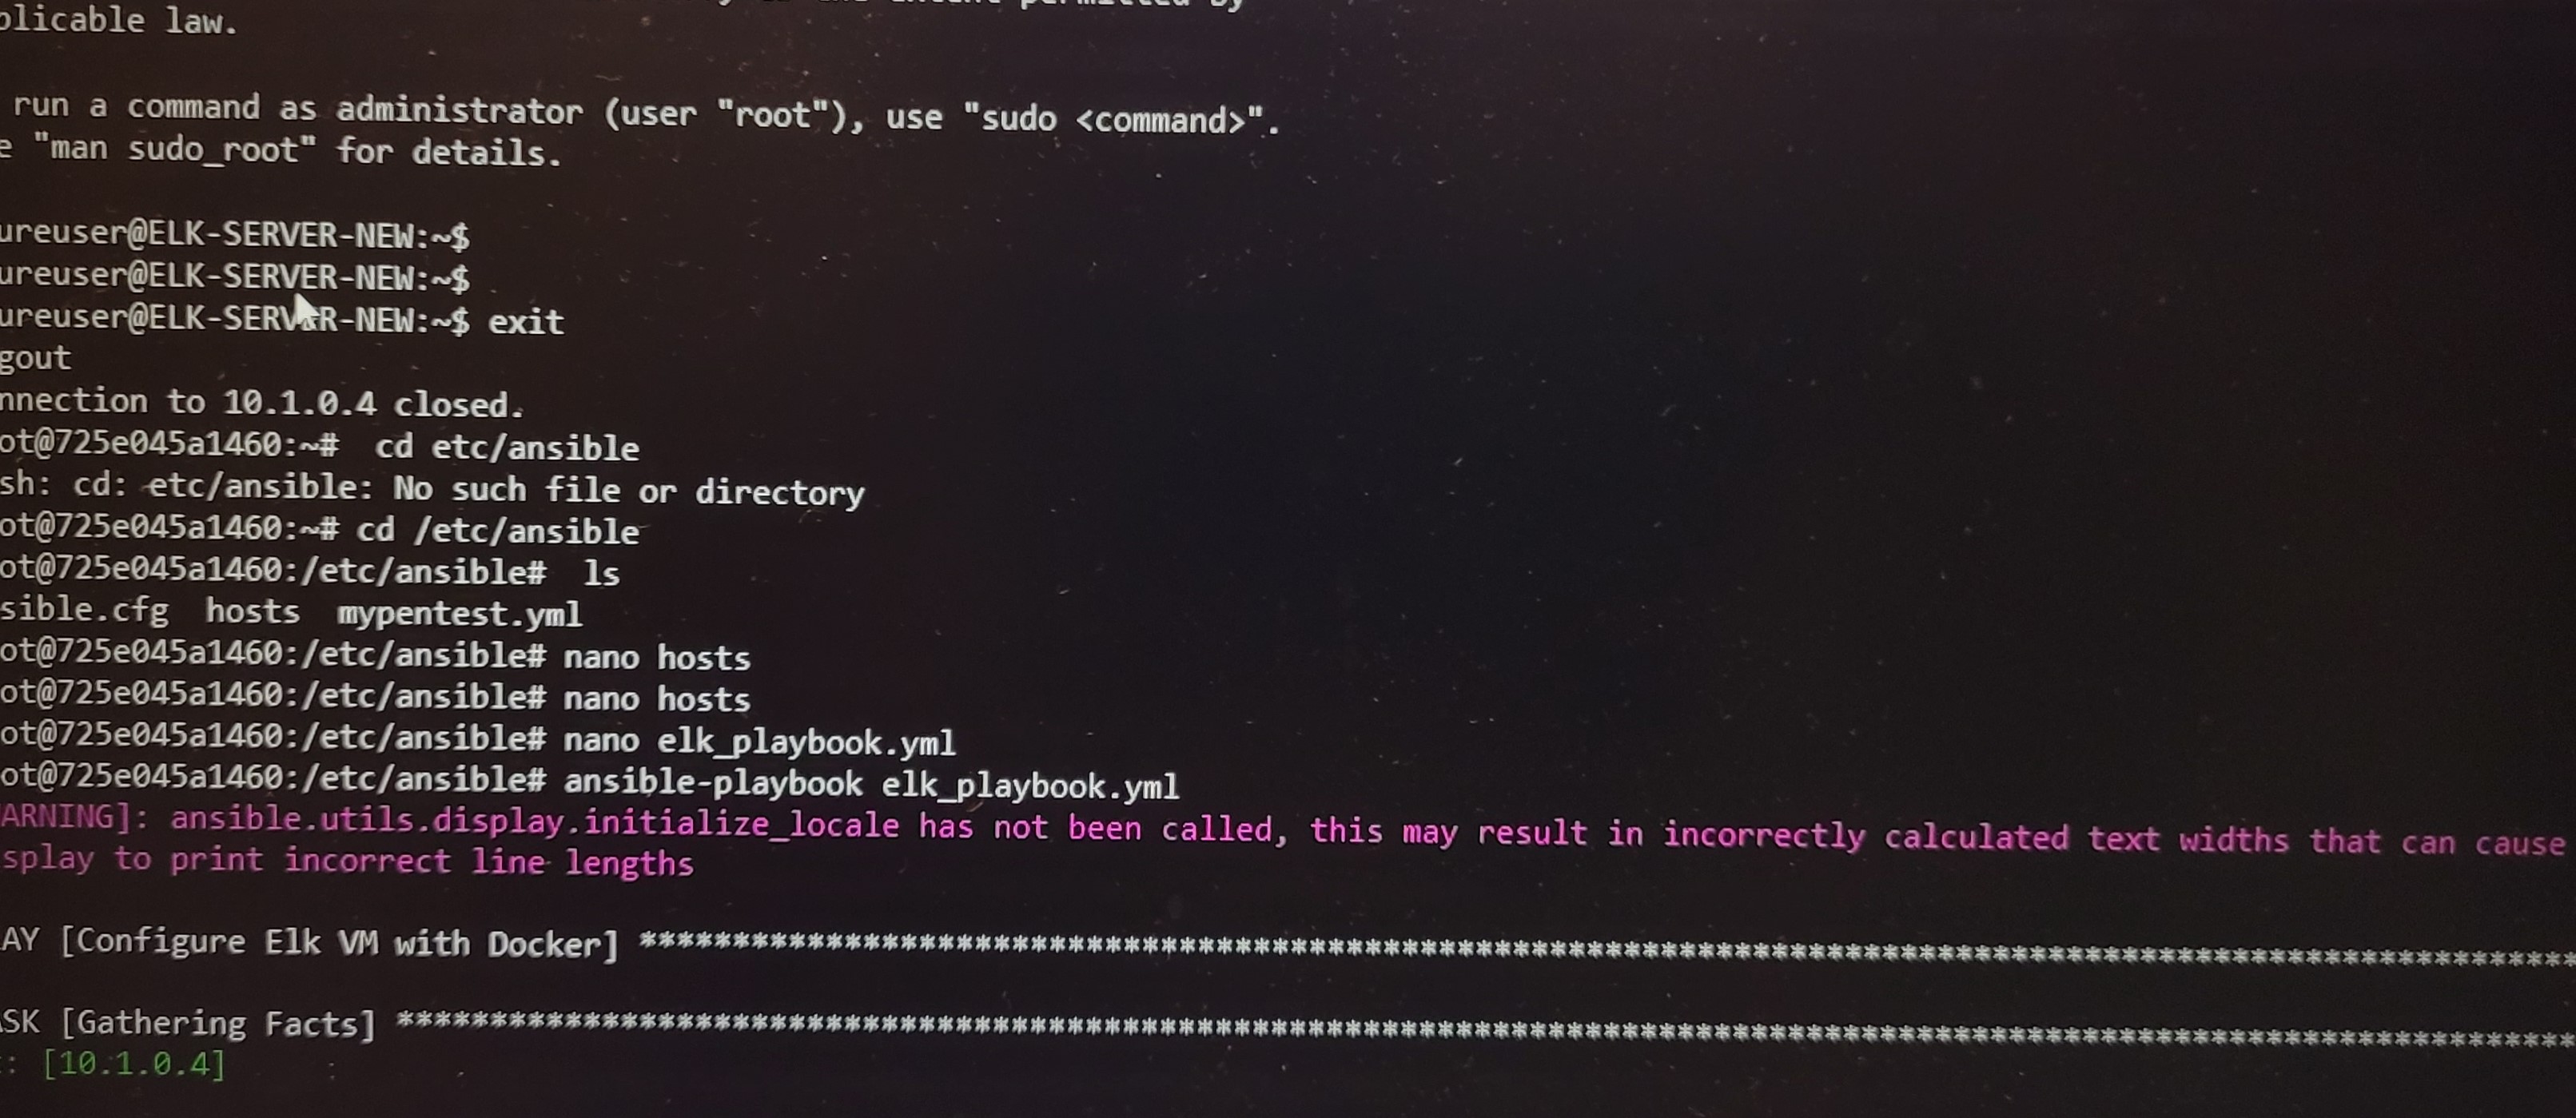 permitted by
plicable law.
run a command as administrator (user "root"), use "sudo <command>".
e "man sudo_root" for details.
ureuser@ELK-SERVER-NEW:~$
ureuser@ELK-SERVER-NEW:~$
ureuser@ELK-SERVER-NEW:~$ exit
gout
nnection to 10.1.0.4 closed.
ot@725e045a1460:~#  cd etc/ansible
sh: cd: etc/ansible: No such file or directory
ot@725e045a1460:~# cd /etc/ansible
ot@725e045a1460:/etc/ansible#  ls
sible.cfg  hosts  mypentest.yml
ot@725e045a1460:/etc/ansible# nano hosts
ot@725e045a1460:/etc/ansible# nano hosts
ot@725e045a1460:/etc/ansible# nano elk_playbook.yml
ot@725e045a1460:/etc/ansible# ansible-playbook elk_playbook.yml
ARNING]: ansible.utils.display.initialize_locale has not been called, this may result in incorrectly calculated text widths that can cause
splay to print incorrect line lengths
AY [Configure Elk VM with Docker] *******************************************************************************************************
SK [Gathering Facts] ********************************************************************************************************************
: [10.1.0.4]